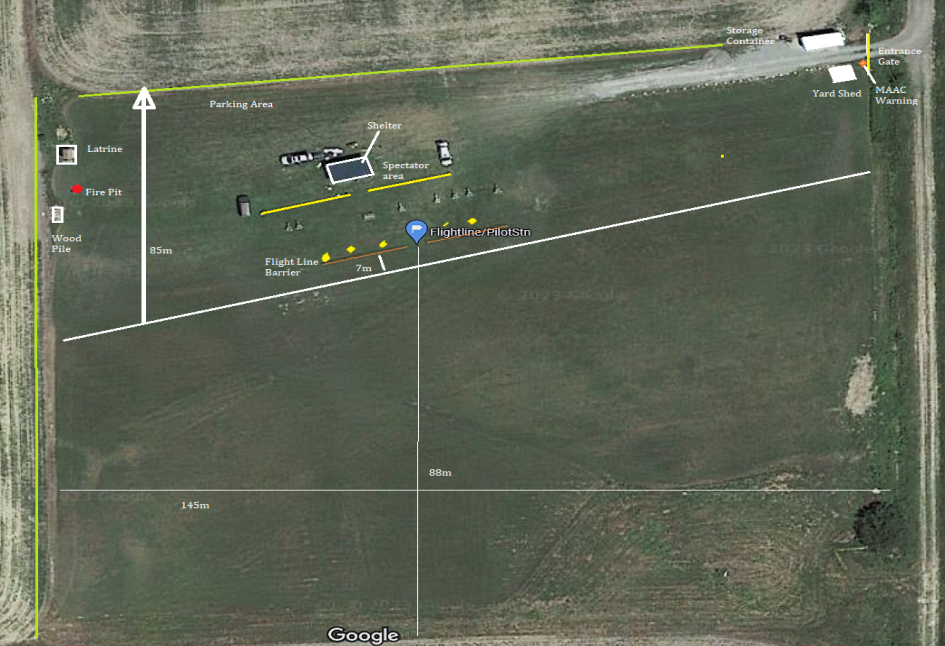 Storage
Container
Entrance
Gate
Yard Shed
MAAC
Warning
Parking Area
Shelter
Latrine
Spectator
area
Fire Pit
Wood
Pile
85m
Flightline/PilotStn
Flight Line
Barrier
7m
© 2023 Google
88m
145m
2023 Google
Google